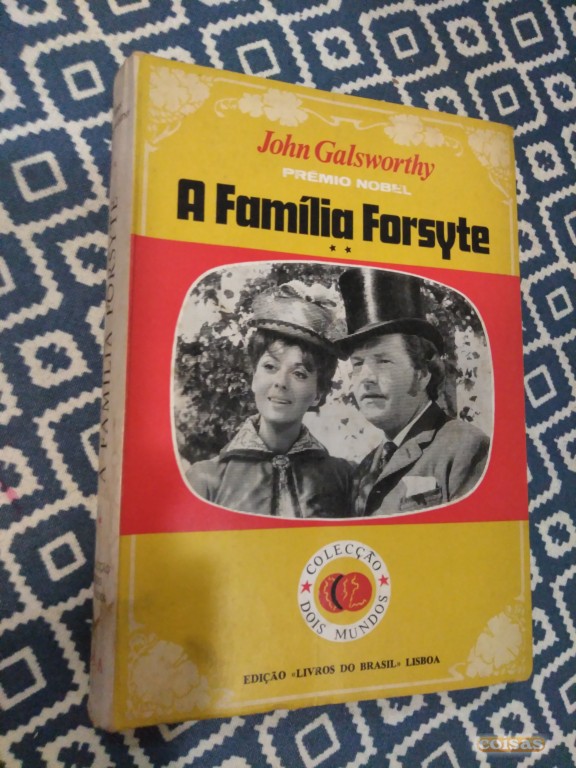 John Galsworthy
PRÉMIO NOBEL
A Família Forsyte
**
COLECÇÃO
DOIS MUNDOS
EDIÇÃO «LIVROS DO BRASIL» LISBOA
A FAMÍLIA FORSYTE
coisas